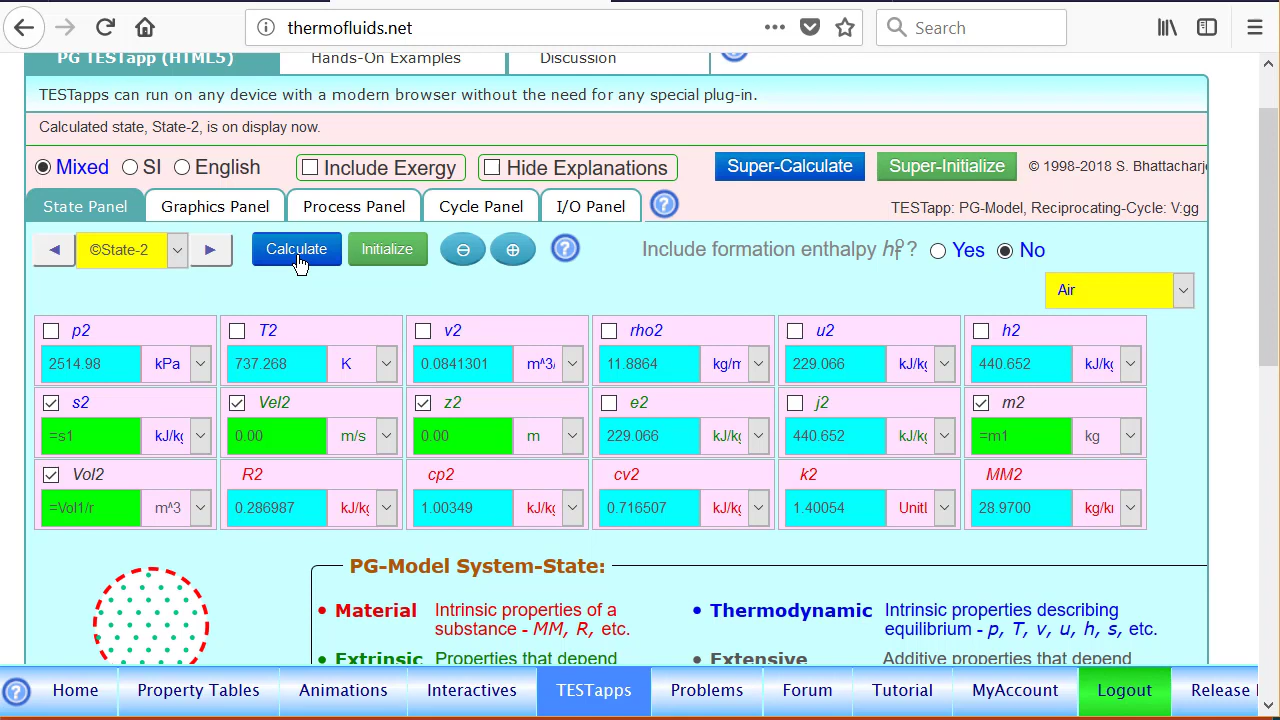 thermofluids.net
Search
PG TESTapp (HTML5) Hands-On Examples Discussion
TESTapps can run on any device with a modern browser without the need for any special plug-in.
Calculated state, State-2, is on display now.
Mixed SI English Include Exergy Hide Explanations Super-Calculate Super-Initialize © 1998-2018 S. Bhattacharje
State Panel Graphics Panel Process Panel Cycle Panel I/O Panel ? TESTapp: PG-Model, Reciprocating-Cycle: V:gg
©State-2 Calculate Initialize ? Include formation enthalpy h°f? Yes No
Air
p2 T2 v2 rho2 u2 h2
2514.98 kPa 737.268 K 0.0841301 m^3/ 11.8864 kg/m 229.066 kJ/kg 440.652 kJ/kg
s2 Vel2 z2 e2 j2 m2
=s1 kJ/kg 0.00 m/s 0.00 m 229.066 kJ/kg 440.652 kJ/kg =m1 kg
Vol2 R2 cp2 cv2 k2 MM2
=Vol1/r m^3 0.286987 kJ/kg 1.00349 kJ/kg 0.716507 kJ/kg 1.40054 UnitL 28.9700 kg/kr
PG-Model System-State:
• Material Intrinsic properties of a substance - MM, R, etc.
• Thermodynamic Intrinsic properties describing equilibrium - p, T, v, u, h, s, etc.
• Extrinsic Properties that depend
• Extensive Additive properties that depend
? Home Property Tables Animations Interactives TESTapps Problems Forum Tutorial MyAccount Logout Release